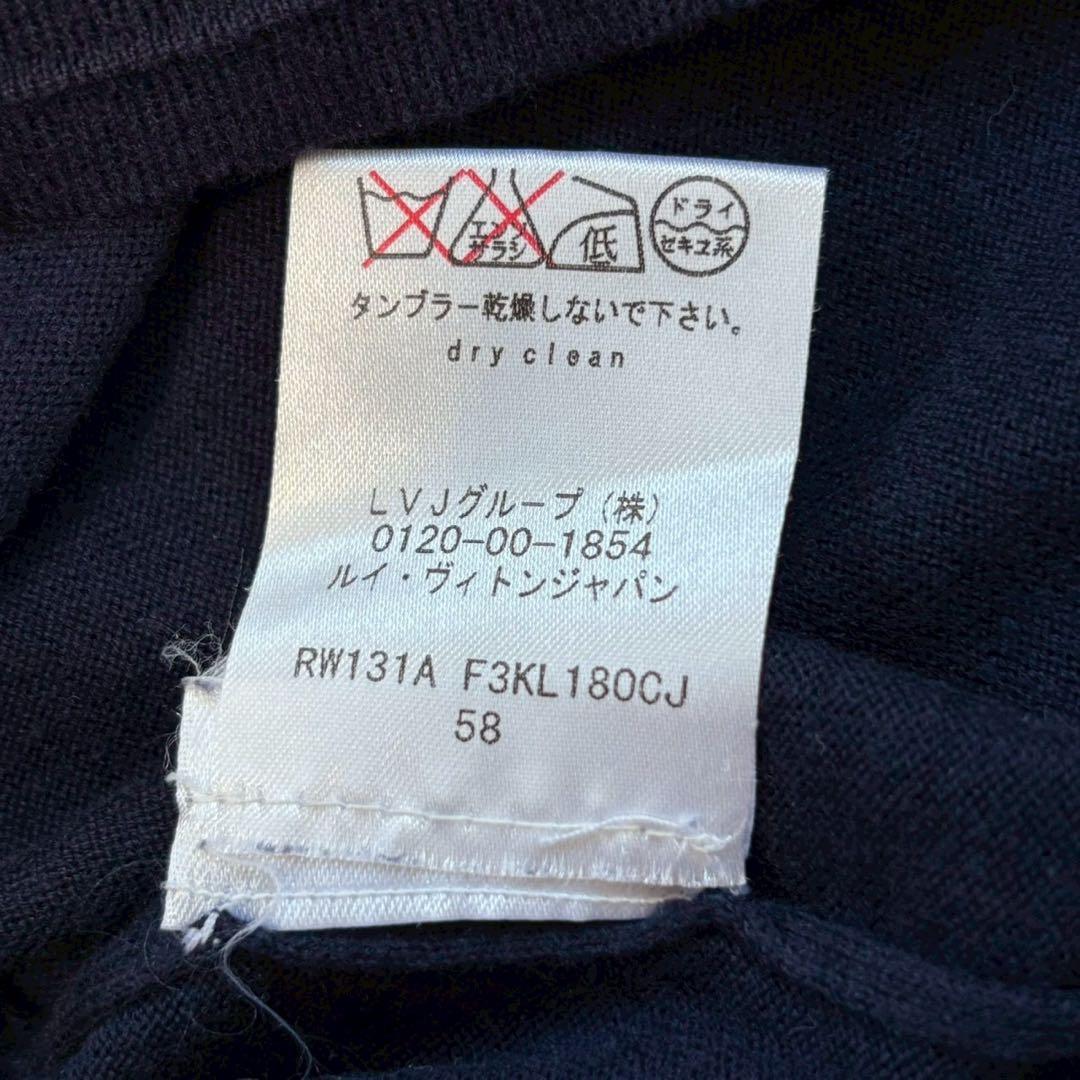 エンソ サラシ 低 ドライ セキユ系
タンブラー乾燥しないで下さい。
dry clean
LVJグループ(株)
0120-00-1854
ルイ・ヴィトンジャパン
RW131A F3KL180CJ
58